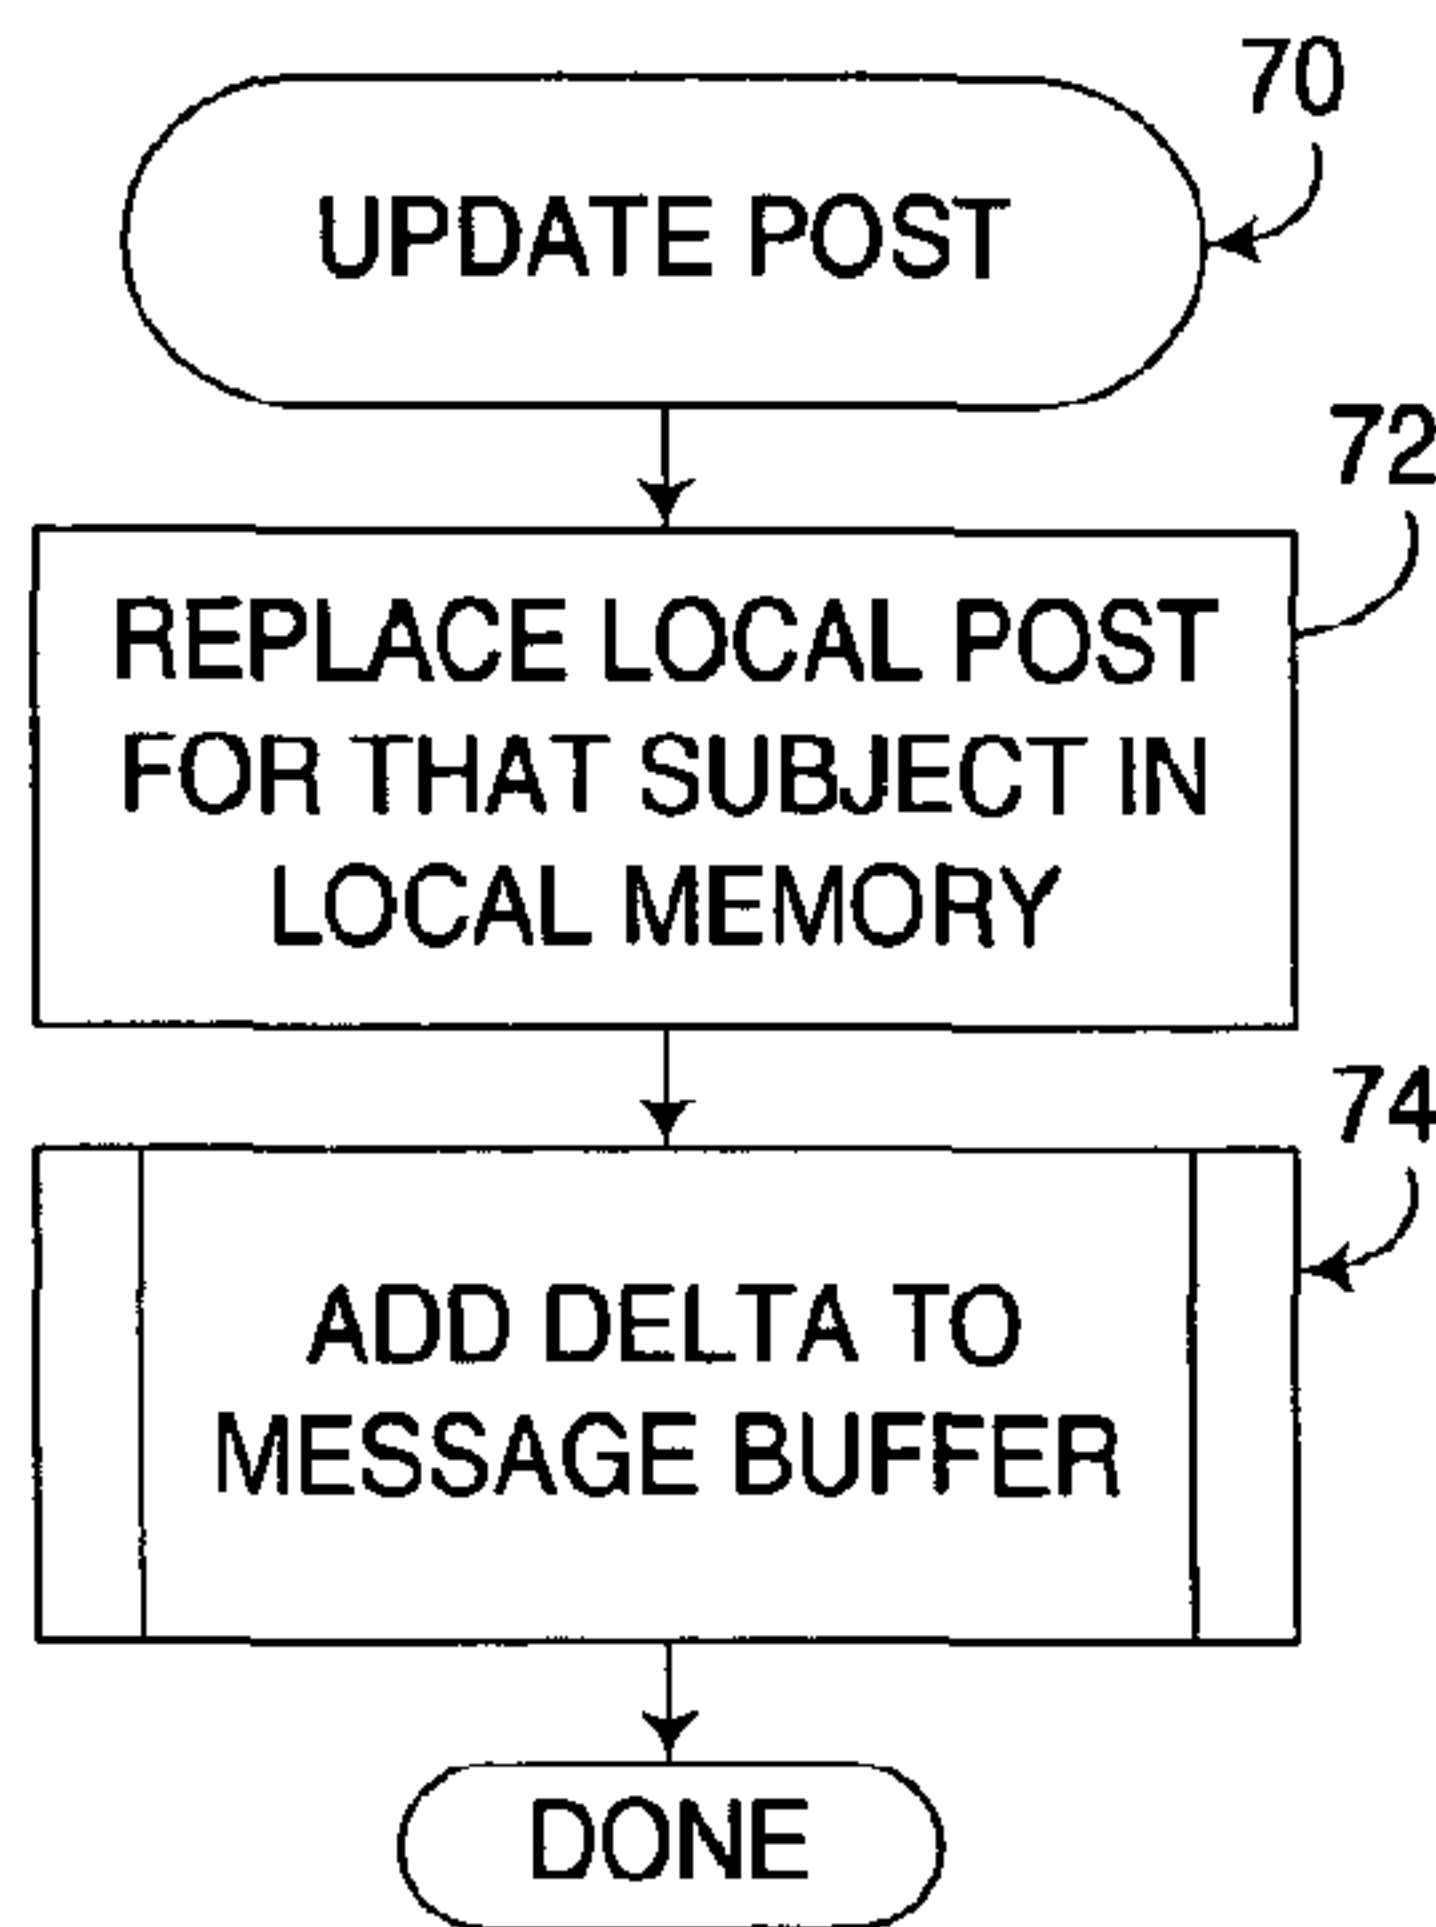 70
UPDATE POST
72
REPLACE LOCAL POST
FOR THAT SUBJECT IN
LOCAL MEMORY
74
ADD DELTA TO
MESSAGE BUFFER
DONE